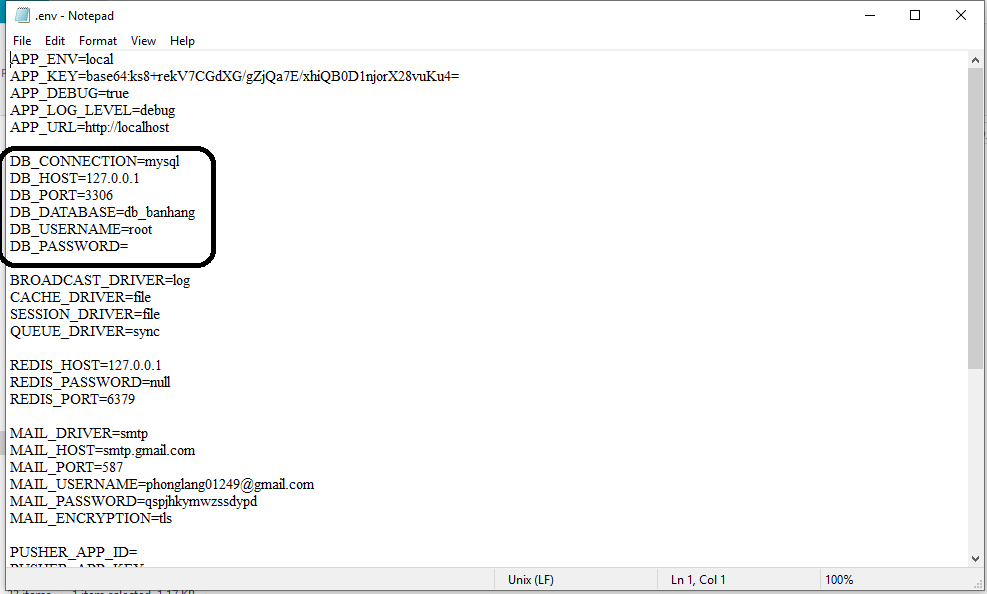 .env - Notepad
File Edit Format View Help
APP_ENV=local
APP_KEY=base64:ks8+rekV7CGdXG/gZjQa7E/xhiQB0D1njorX28vuKu4=
APP_DEBUG=true
APP_LOG_LEVEL=debug
APP_URL=http://localhost
DB_CONNECTION=mysql
DB_HOST=127.0.0.1
DB_PORT=3306
DB_DATABASE=db_banhang
DB_USERNAME=root
DB_PASSWORD=
BROADCAST_DRIVER=log
CACHE_DRIVER=file
SESSION_DRIVER=file
QUEUE_DRIVER=sync
REDIS_HOST=127.0.0.1
REDIS_PASSWORD=null
REDIS_PORT=6379
MAIL_DRIVER=smtp
MAIL_HOST=smtp.gmail.com
MAIL_PORT=587
MAIL_USERNAME=phonglang01249@gmail.com
MAIL_PASSWORD=qspjhkymwzssdypd
MAIL_ENCRYPTION=tls
PUSHER_APP_ID=
PUSHER_APP_KEY
Unix (LF) Ln 1, Col 1 100%